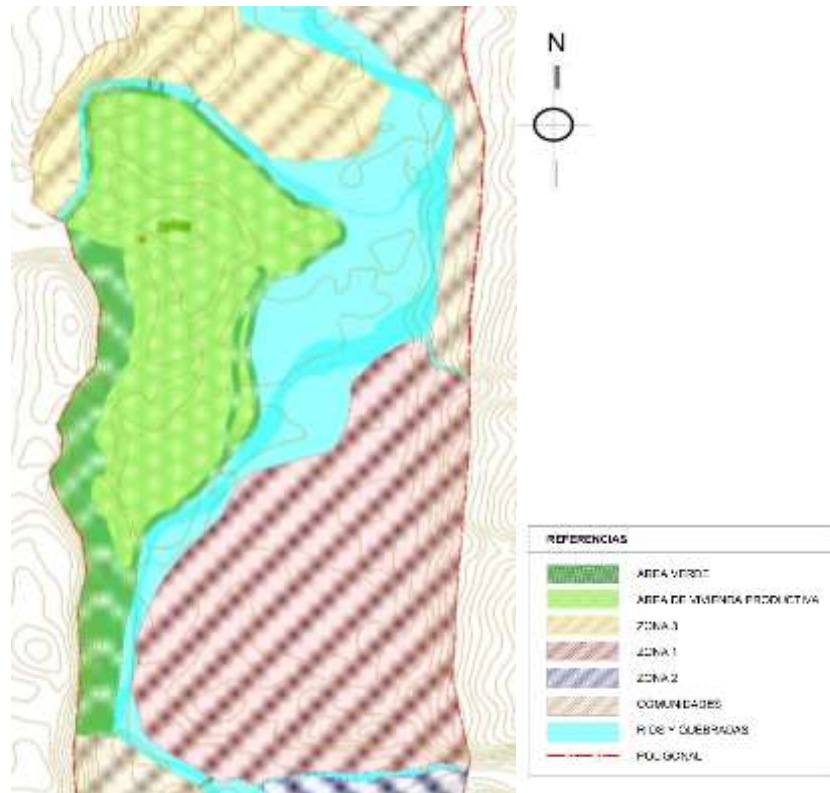 N
REFERENCIAS
AREA VERDE
AREA DE VIVIENDA PRODUCTIVA
ZONA 3
ZONA 1
ZONA 2
COMUNIDADES
RIOS Y QUEBRADAS
POLIGONAL